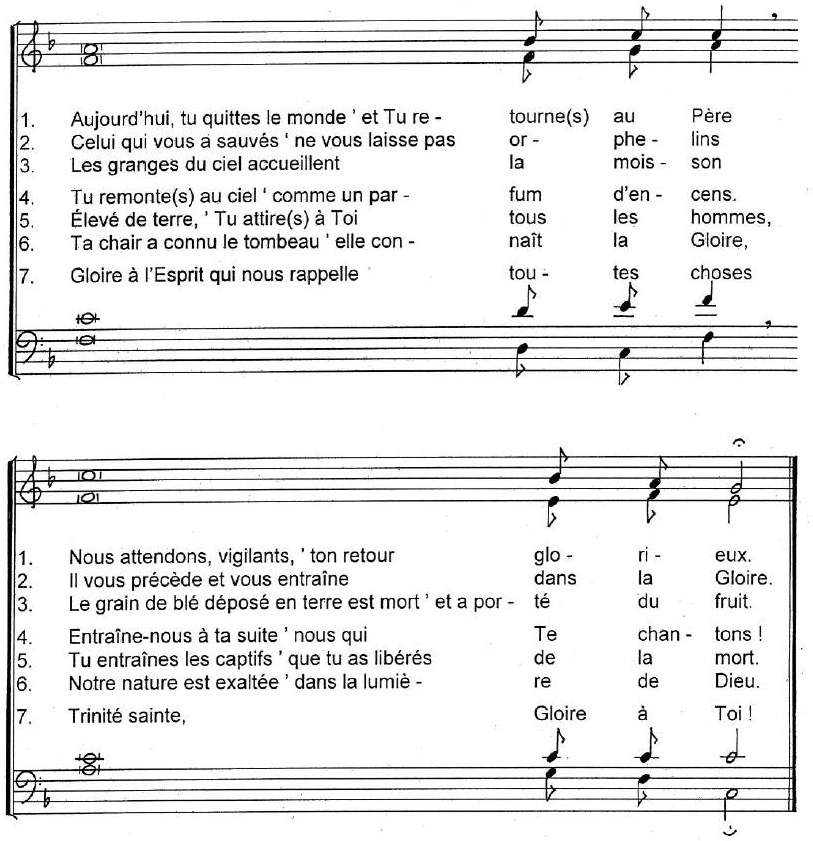 1. Aujourd'hui, tu quittes le monde ' et Tu re - tourne(s) au Père
2. Celui qui vous a sauvés ' ne vous laisse pas or - phe - lins
3. Les granges du ciel accueillent la mois - son
4. Tu remonte(s) au ciel ' comme un par - fum d'en - cens.
5. Élevé de terre, ' Tu attire(s) à Toi tous les hommes,
6. Ta chair a connu le tombeau ' elle con - naît la Gloire,
7. Gloire à l'Esprit qui nous rappelle tou - tes choses
1. Nous attendons, vigilants, ' ton retour glo - ri - eux.
2. Il vous précède et vous entraîne dans la Gloire.
3. Le grain de blé déposé en terre est mort ' et a por - té du fruit.
4. Entraîne-nous à ta suite ' nous qui Te chan - tons !
5. Tu entraînes les captifs ' que tu as libérés de la mort.
6. Notre nature est exaltée ' dans la lumiè - re de Dieu.
7. Trinité sainte, Gloire à Toi !